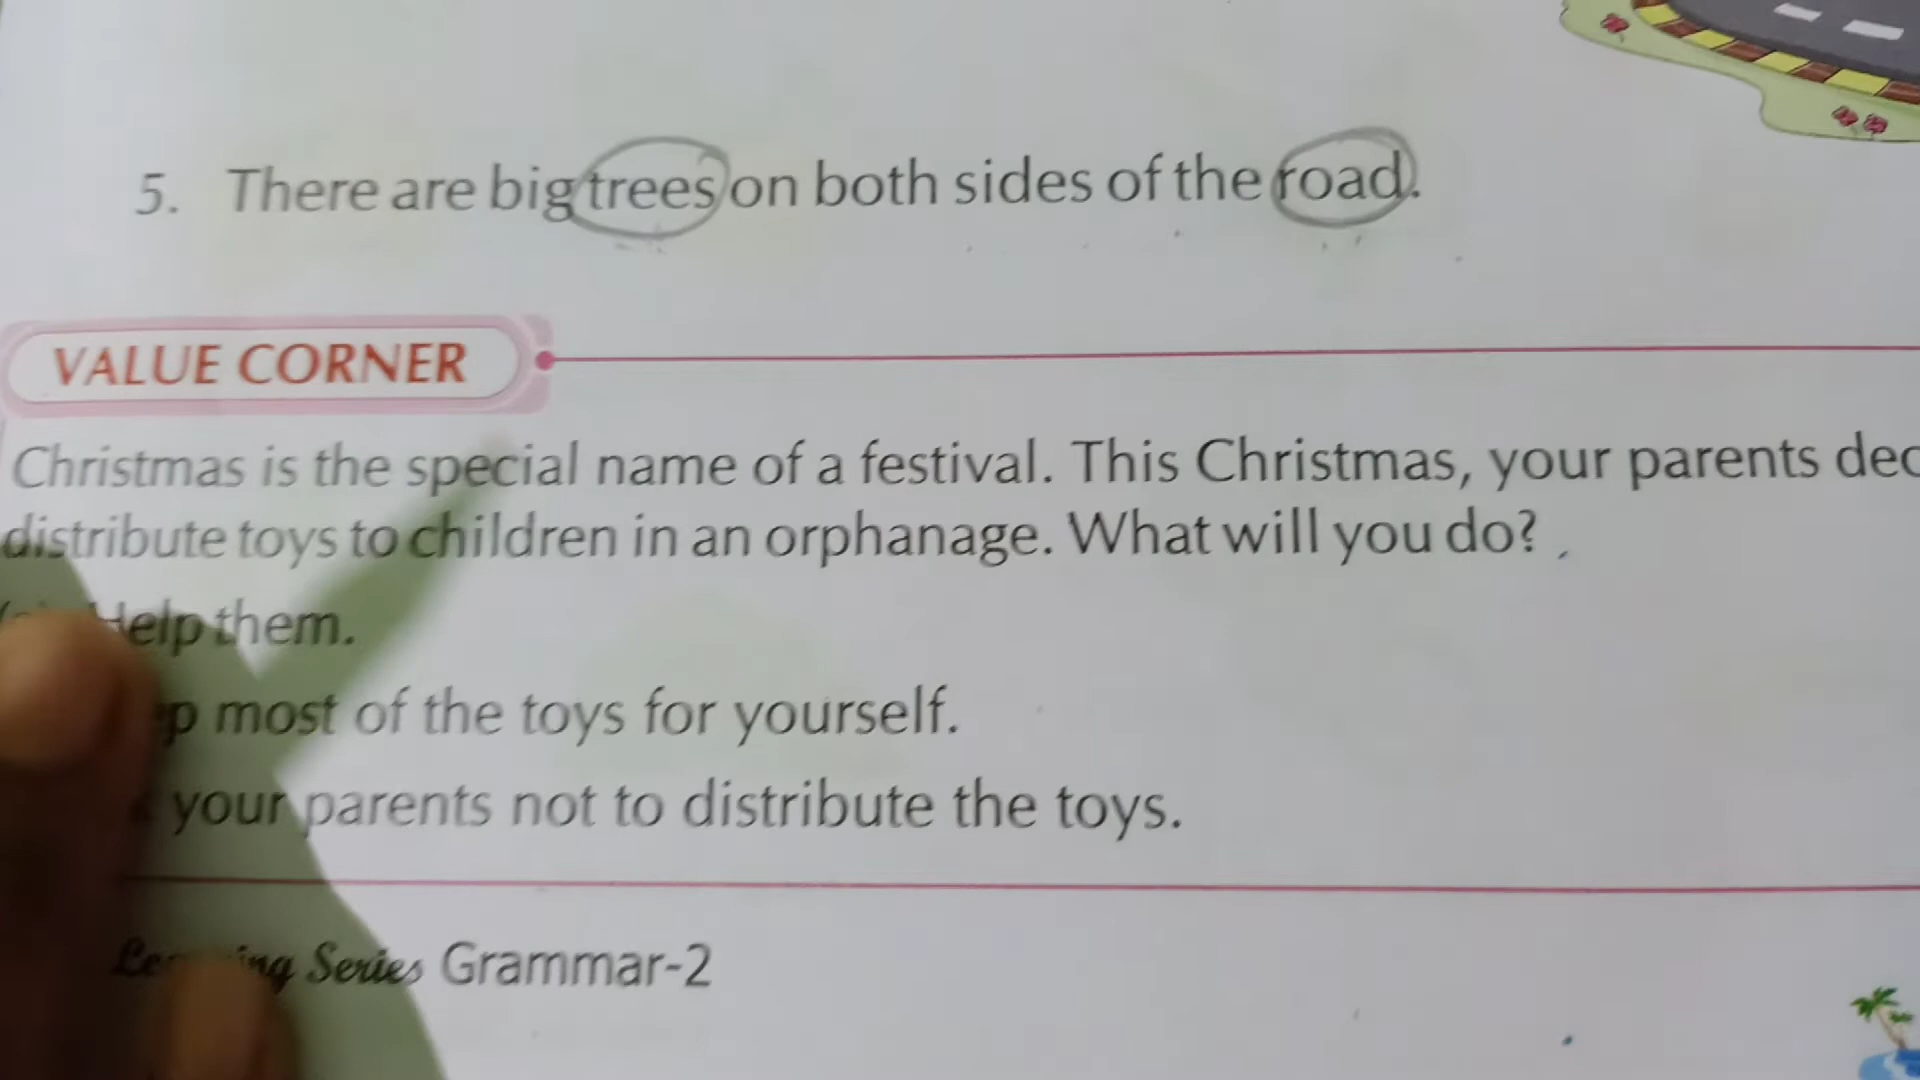 5. There are big trees on both sides of the road.
VALUE CORNER
Christmas is the special name of a festival. This Christmas, your parents
distribute toys to children in an orphanage. What will you do?
Help them.
most of the toys for yourself.
your parents not to distribute the toys.
Series Grammar-2